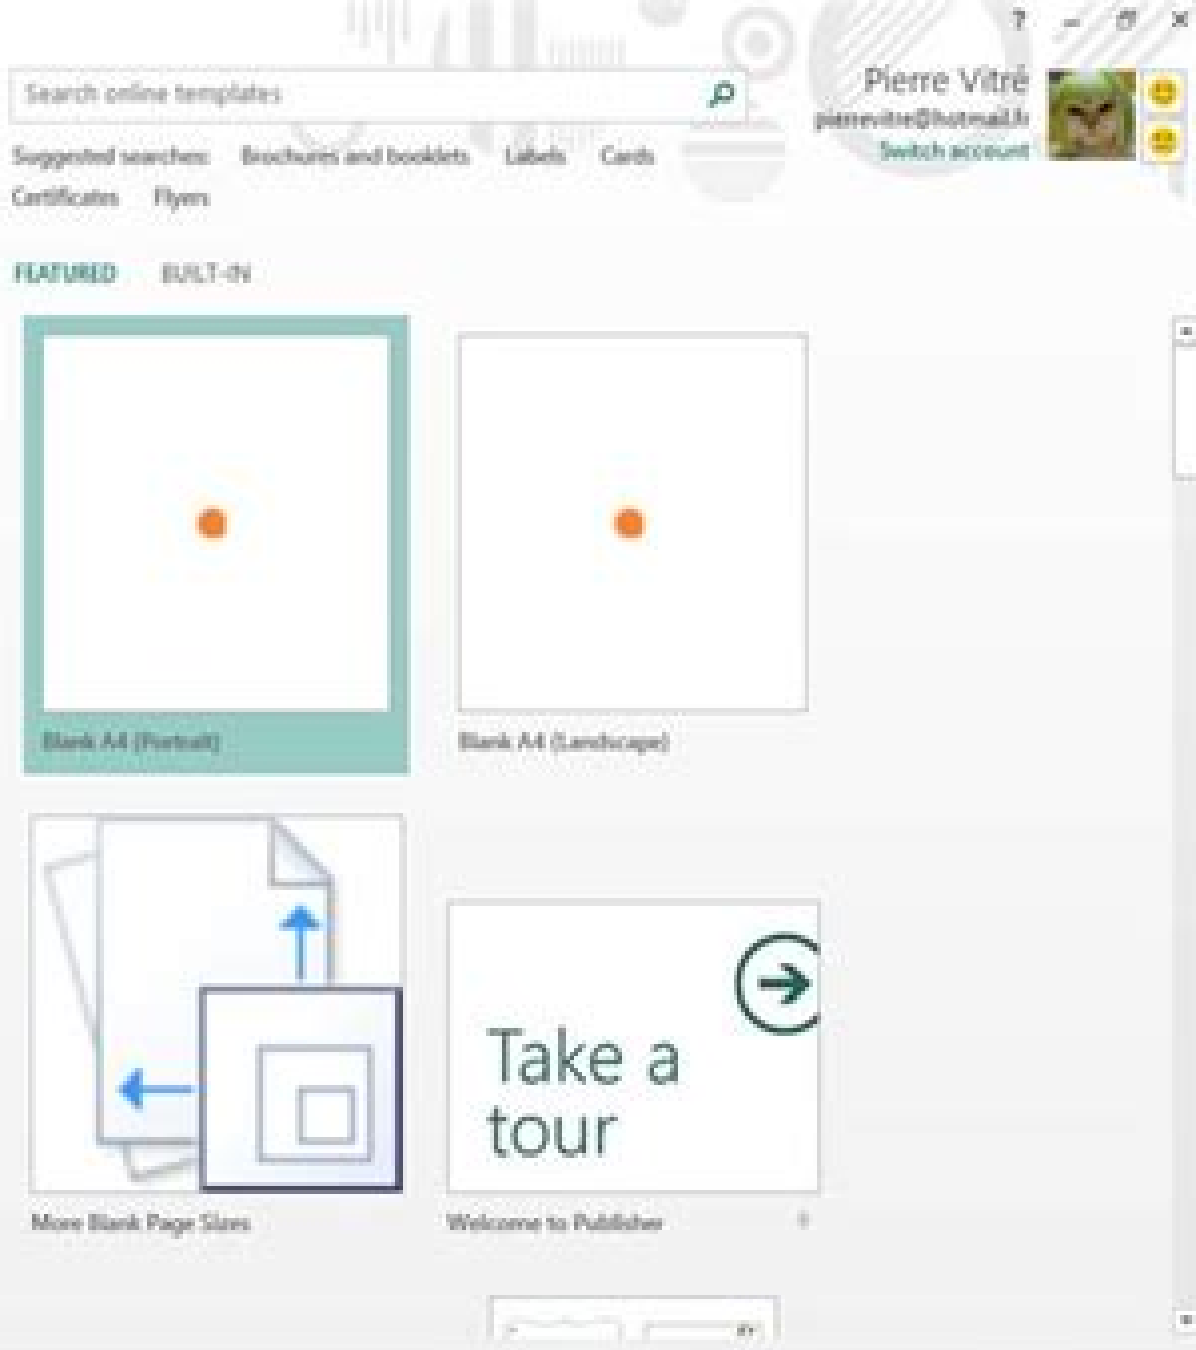 ?
Search online templates
Pierre Vitré
pierrevitre@hotmail.fr
Switch account
Suggested searches: Brochures and booklets Labels Cards
Certificates Flyers
FEATURED BUILT-IN
Blank A4 (Portrait) Blank A4 (Landscape)
Take a
tour
More Blank Page Sizes Welcome to Publisher